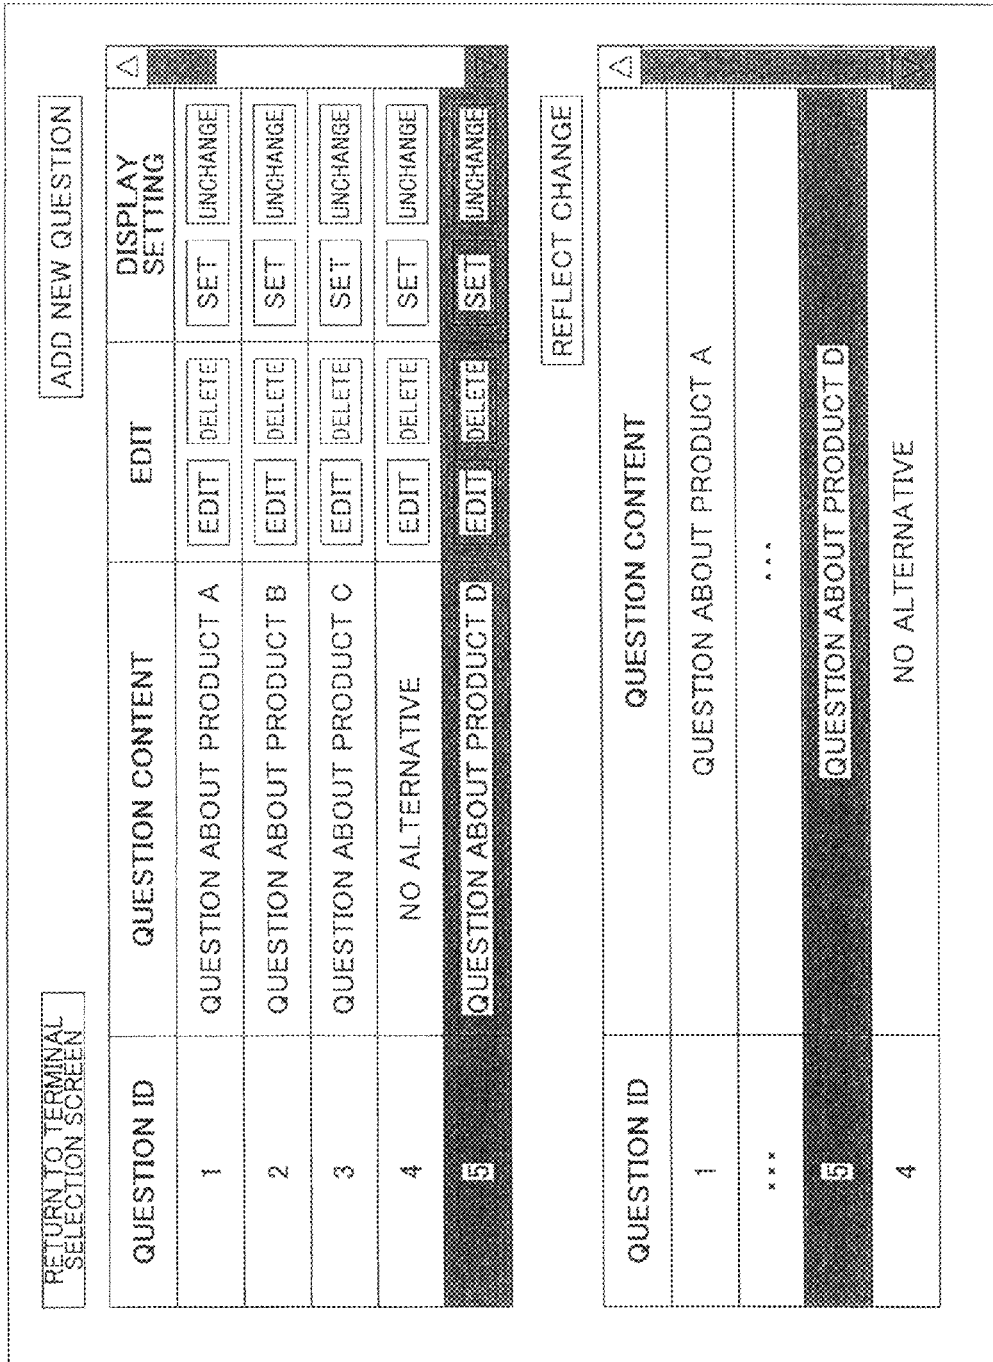 RETURN TO TERMINAL
SELECTION SCREEN
ADD NEW QUESTION
QUESTION ID QUESTION CONTENT EDIT DISPLAY
SETTING
1 QUESTION ABOUT PRODUCT A EDIT DELETE SET UNCHANGE
2 QUESTION ABOUT PRODUCT B EDIT DELETE SET UNCHANGE
3 QUESTION ABOUT PRODUCT C EDIT DELETE SET UNCHANGE
4 NO ALTERNATIVE EDIT DELETE SET UNCHANGE
5 QUESTION ABOUT PRODUCT D EDIT DELETE SET UNCHANGE
REFLECT CHANGE
QUESTION ID QUESTION CONTENT
1 QUESTION ABOUT PRODUCT A
*** ^^^
5 QUESTION ABOUT PRODUCT D
4 NO ALTERNATIVE